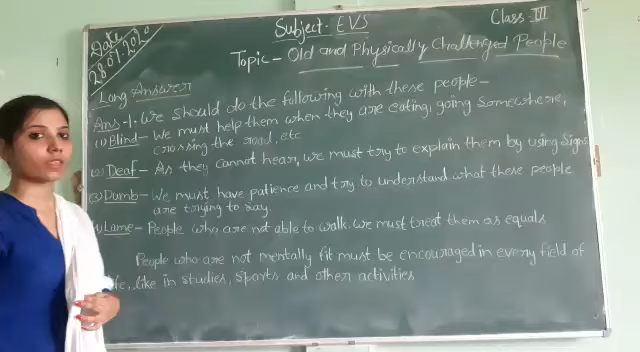 Date
28.07.2020
Subject- EVS
Class- VI
Topic- Old and Physically Challenged People
Long Answer
Ans-1. We should do the following with these people-
(1) Blind- We must help them when they are eating, going somewhere,
crossing the road, etc
(2) Deaf- As they cannot hear, we must try to explain them by using signs
(3) Dumb- We must have patience and try to understand what these people
are trying to say
Lame- People who are not able to walk. We must treat them as equals
People who are not mentally fit must be encouraged in every field of
like in studies, sports and other activities